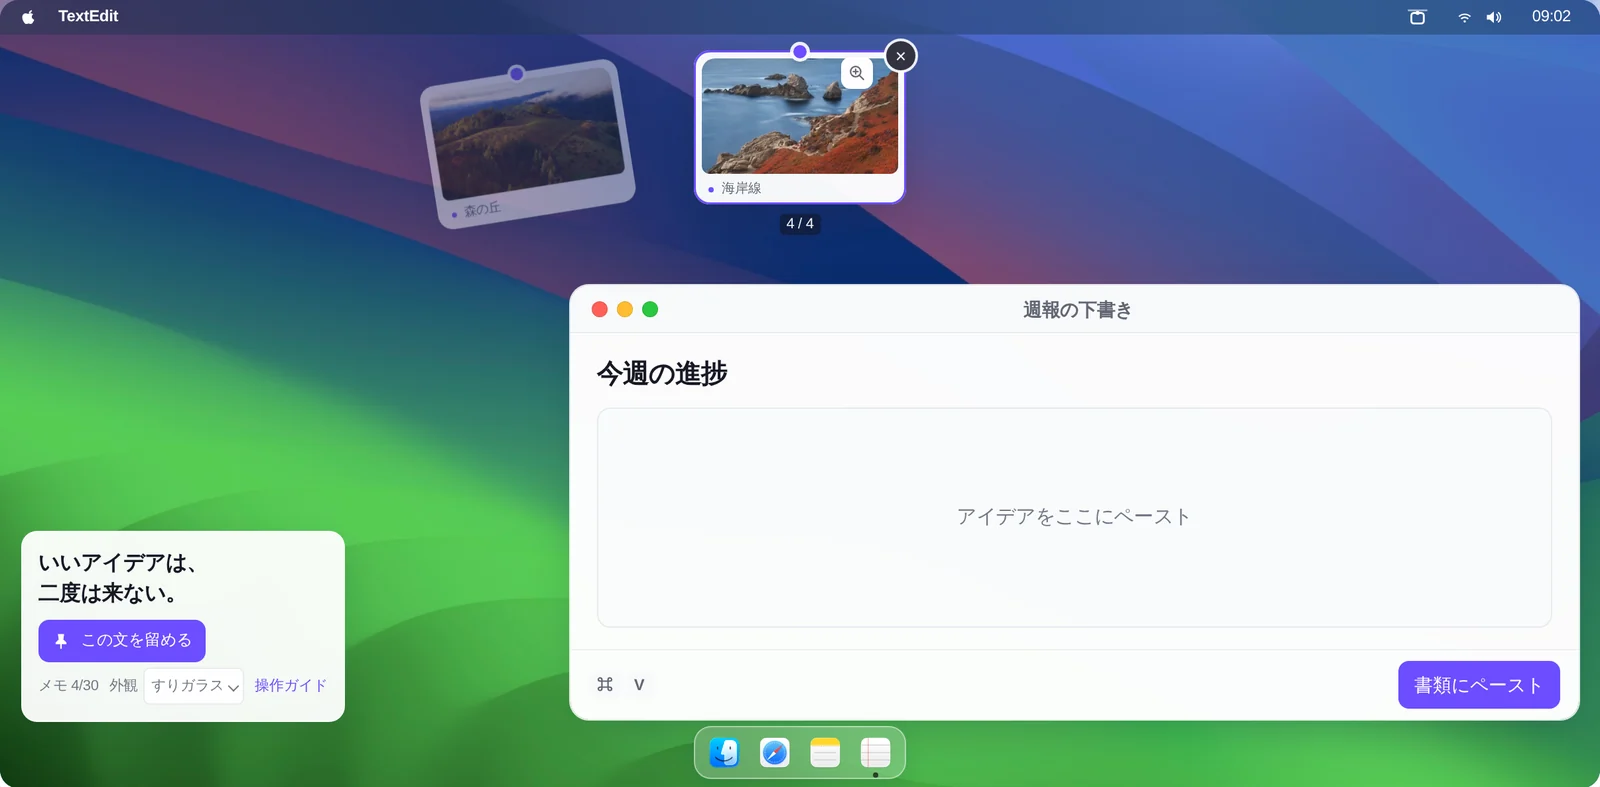 TextEdit
09:02
森の丘
海岸線
4 / 4
週報の下書き
今週の進捗
アイデアをここにペースト
いいアイデアは、
二度は来ない。
この文を留める
メモ 4/30 外観 すりガラス 操作ガイド
⌘ V
書類にペースト